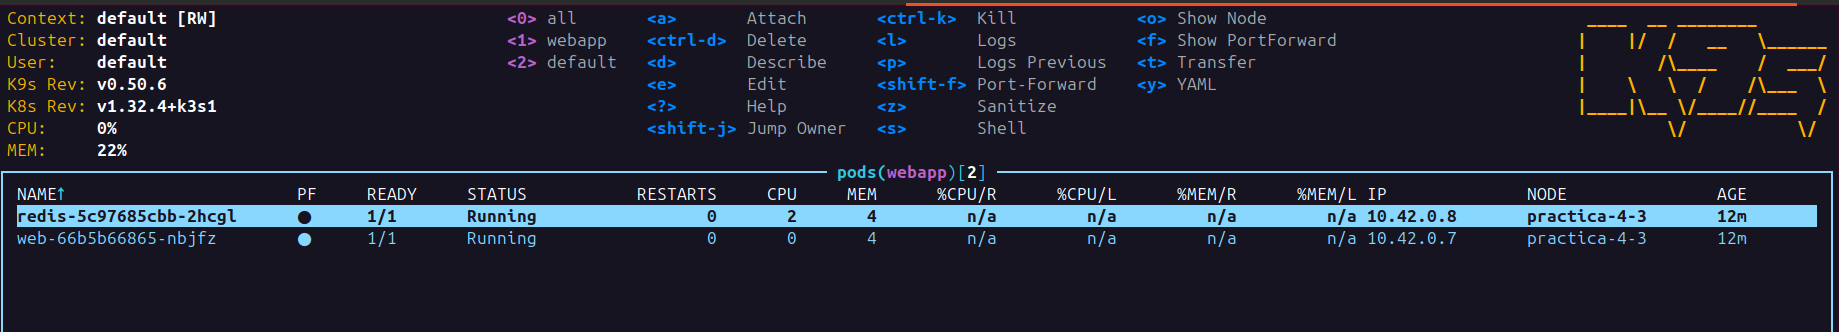 Context: default [RW] <0> all <a> Attach <ctrl-k> Kill <o> Show Node
Cluster: default <1> webapp <ctrl-d> Delete <l> Logs <f> Show PortForward
User: default <2> default <d> Describe <p> Logs Previous <t> Transfer
K9s Rev: v0.50.6 <e> Edit <shift-f> Port-Forward <y> YAML
K8s Rev: v1.32.4+k3s1 <?> Help <z> Sanitize
CPU: 0% <shift-j> Jump Owner <s> Shell
MEM: 22%
pods(webapp)[2]
NAME↑ PF READY STATUS RESTARTS CPU MEM %CPU/R %CPU/L %MEM/R %MEM/L IP NODE AGE
redis-5c97685cbb-2hcgl ● 1/1 Running 0 2 4 n/a n/a n/a n/a 10.42.0.8 practica-4-3 12m
web-66b5b66865-nbjfz ● 1/1 Running 0 0 4 n/a n/a n/a n/a 10.42.0.7 practica-4-3 12m